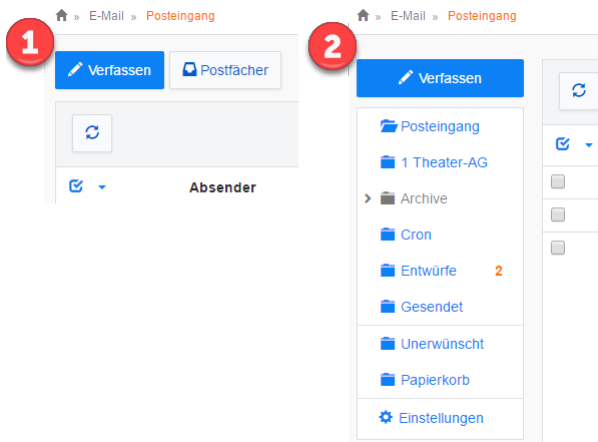 1
» E-Mail » Posteingang
Verfassen
Postfächer
Absender
2
» E-Mail » Posteingang
Verfassen
Posteingang
1 Theater-AG
Archive
Cron
Entwürfe 2
Gesendet
Unerwünscht
Papierkorb
Einstellungen